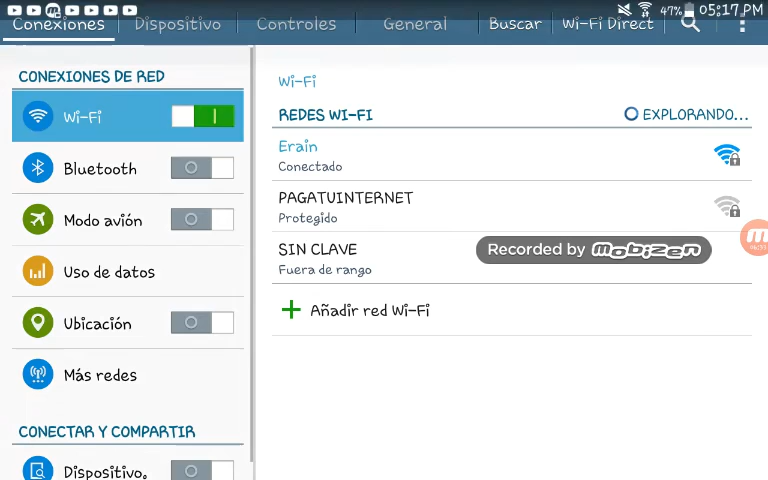 47% 05:17 PM
Conexiones Dispositivo Controles General Buscar Wi-Fi Direct
CONEXIONES DE RED
Wi-Fi
Bluetooth
Modo avión
Uso de datos
Ubicación
Más redes
CONECTAR Y COMPARTIR
Dispositivo.
Wi-Fi
REDES WI-FI EXPLORANDO...
Erain
Conectado
PAGATUINTERNET
Protegido
SIN CLAVE
Fuera de rango
Recorded by mobizen
Añadir red Wi-Fi